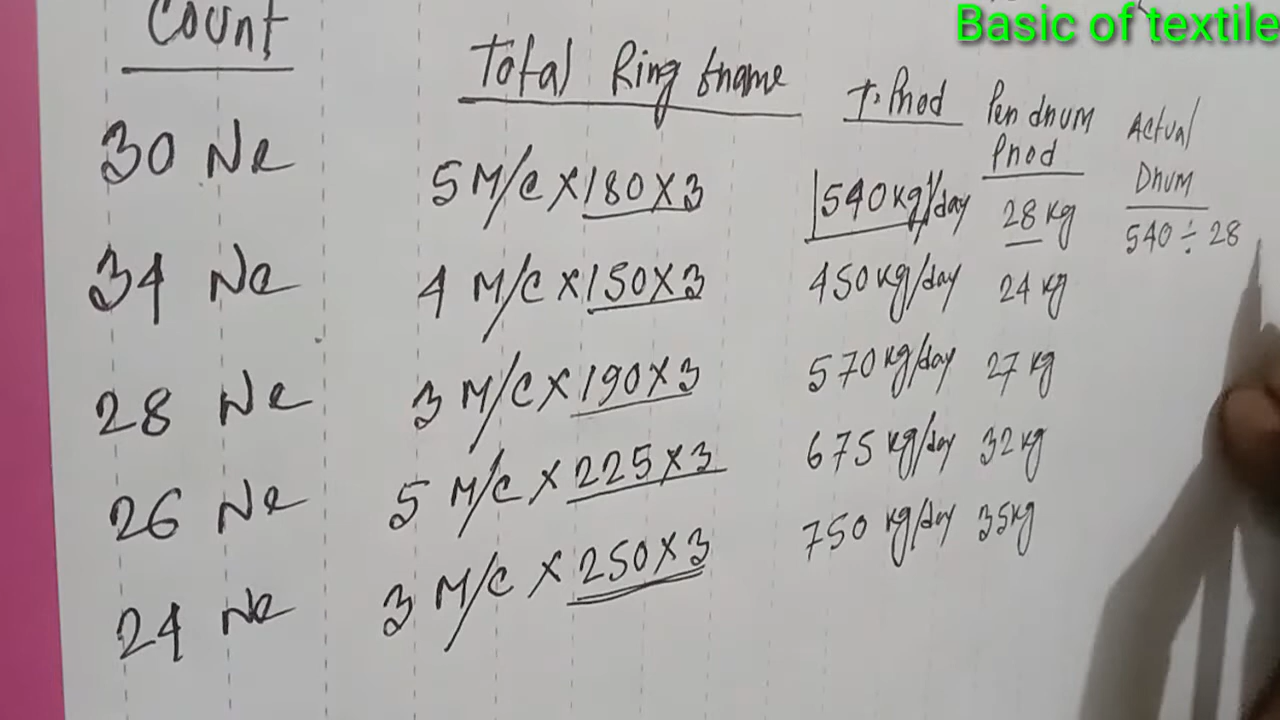 Basic of textile
Count
Total Ring frame
T. Prod
Per drum
Prod
Actual
Drum
30 Ne
5 M/C × 180 × 3
540 kg/day
28 kg
540 ÷ 28
34 Ne
4 M/C × 150 × 3
450 kg/day
24 kg
28 Ne
3 M/C × 190 × 3
570 kg/day
27 kg
26 Ne
5 M/C × 225 × 3
675 kg/day
32 kg
24 Ne
3 M/C × 250 × 3
750 kg/day
35 kg